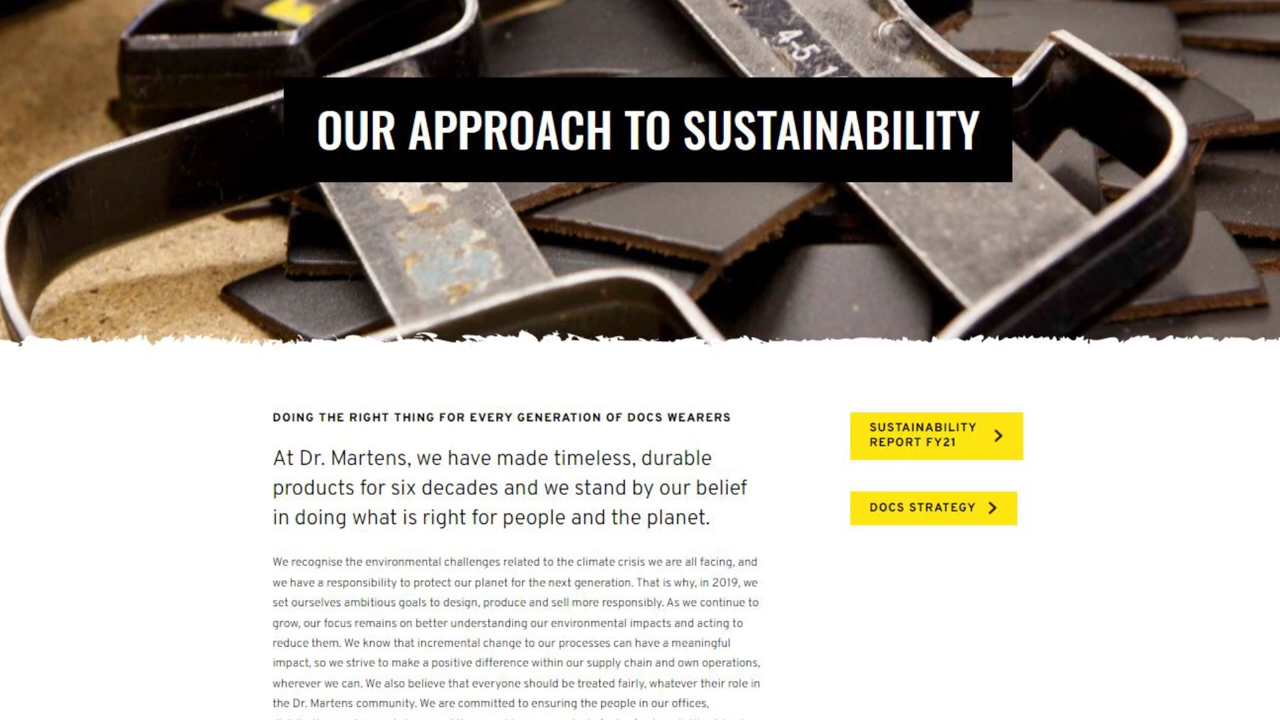 4-5 1
OUR APPROACH TO SUSTAINABILITY
DOING THE RIGHT THING FOR EVERY GENERATION OF DOCS WEARERS
At Dr. Martens, we have made timeless, durable
products for six decades and we stand by our belief
in doing what is right for people and the planet.
We recognise the environmental challenges related to the climate crisis we are all facing, and
we have a responsibility to protect our planet for the next generation. That is why, in 2019, we
set ourselves ambitious goals to design, produce and sell more responsibly. As we continue to
grow, our focus remains on better understanding our environmental impacts and acting to
reduce them. We know that incremental change to our processes can have a meaningful
impact, so we strive to make a positive difference within our supply chain and own operations,
wherever we can. We also believe that everyone should be treated fairly, whatever their role in
the Dr. Martens community. We are committed to ensuring the people in our offices,
SUSTAINABILITY
REPORT FY21
DOCS STRATEGY